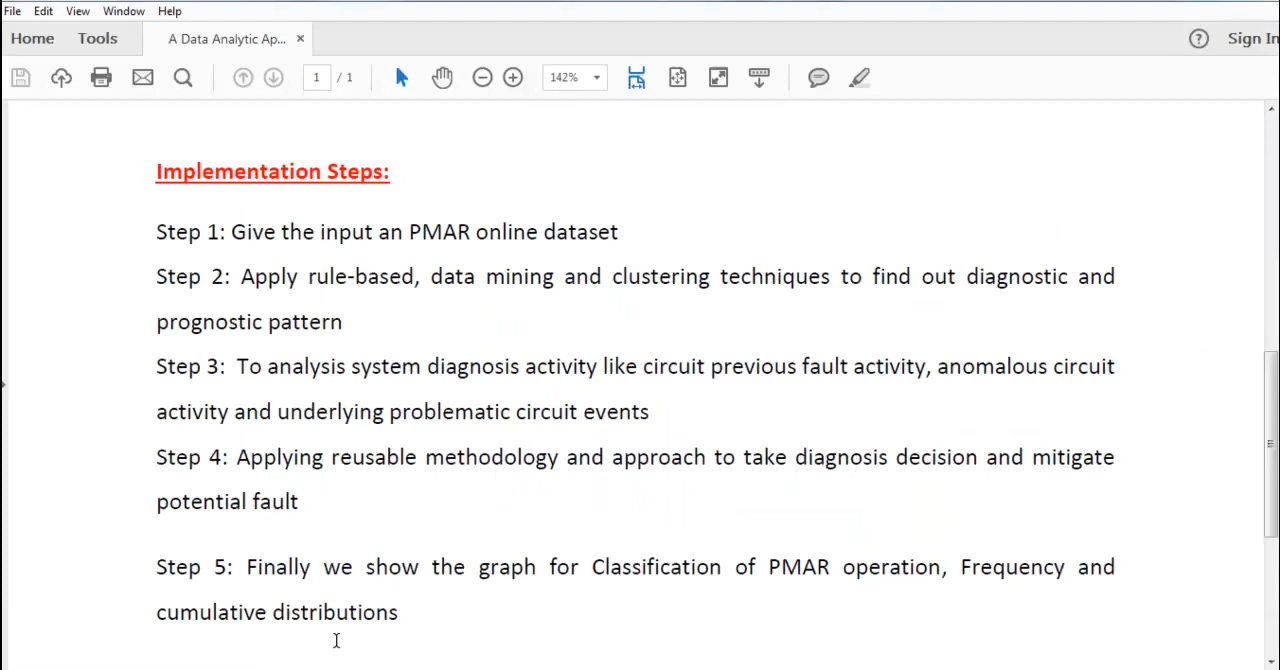 File Edit View Window Help
Home Tools A Data Analytic Ap... × ? Sign In
1 / 1 142%
Implementation Steps:
Step 1: Give the input an PMAR online dataset
Step 2: Apply rule-based, data mining and clustering techniques to find out diagnostic and
prognostic pattern
Step 3: To analysis system diagnosis activity like circuit previous fault activity, anomalous circuit
activity and underlying problematic circuit events
Step 4: Applying reusable methodology and approach to take diagnosis decision and mitigate
potential fault
Step 5: Finally we show the graph for Classification of PMAR operation, Frequency and
cumulative distributions